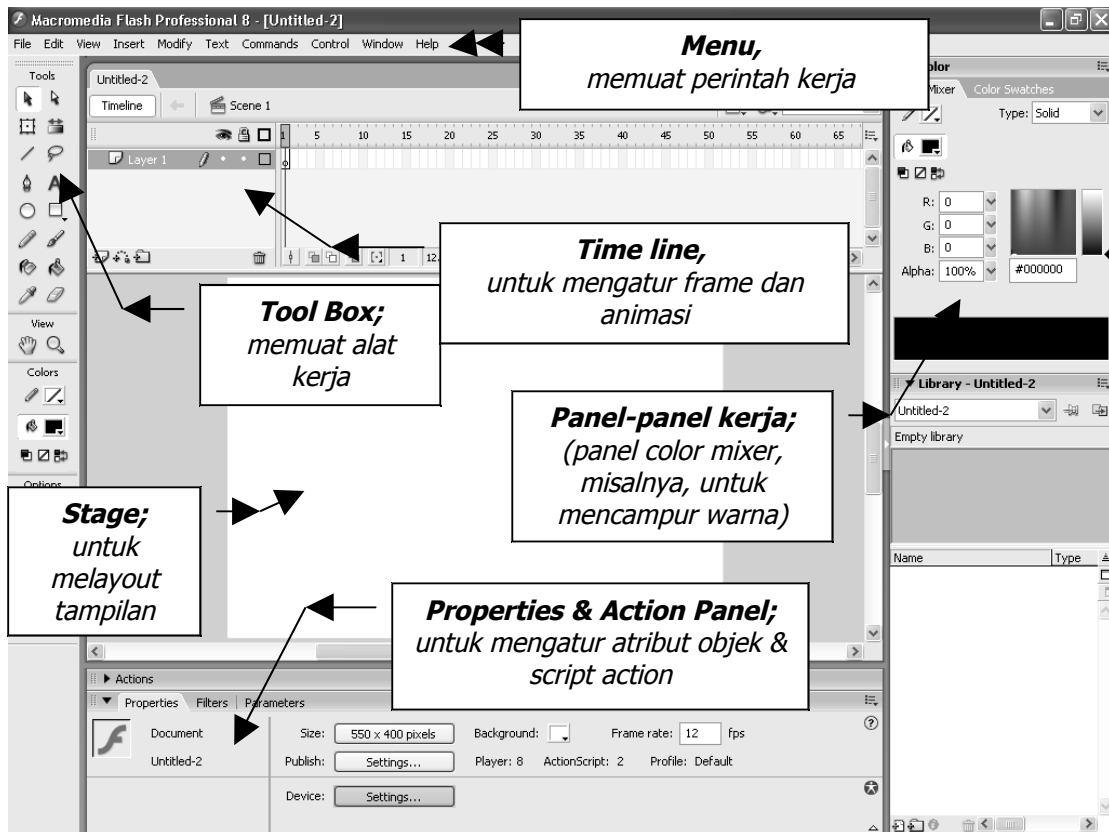 Macromedia Flash Professional 8 - [Untitled-2]
File Edit View Insert Modify Text Commands Control Window Help
Menu,
memuat perintah kerja
Tools
Untitled-2
Timeline
Scene 1
1 5 10 15 20 25 30 35 40 45 50 55 60 65
Layer 1
1 12.
Time line,
untuk mengatur frame dan
animasi
Tool Box;
memuat alat
kerja
View
Colors
Options
Stage;
untuk
melayout
tampilan
Panel-panel kerja;
(panel color mixer,
misalnya, untuk
mencampur warna)
Properties & Action Panel;
untuk mengatur atribut objek &
script action
olor
Mixer Color Swatches
Type: Solid
R: 0
G: 0
B: 0
Alpha: 100% #000000
Library - Untitled-2
Untitled-2
Empty library
Name Type
Actions
Properties Filters Parameters
Document Size: 550 x 400 pixels Background: Frame rate: 12 fps
Untitled-2 Publish: Settings... Player: 8 ActionScript: 2 Profile: Default
Device: Settings...